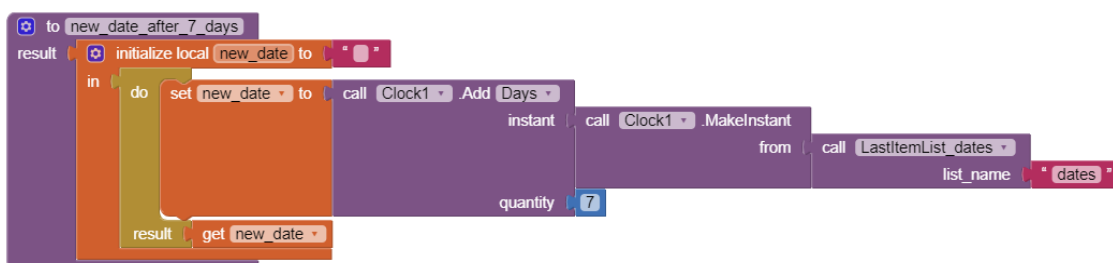 to new_date_after_7_days
result initialize local new_date to " "
in do set new_date to call Clock1 .Add Days
instant call Clock1 .MakeInstant
from call LastItemList_dates
list_name " dates "
quantity 7
result get new_date